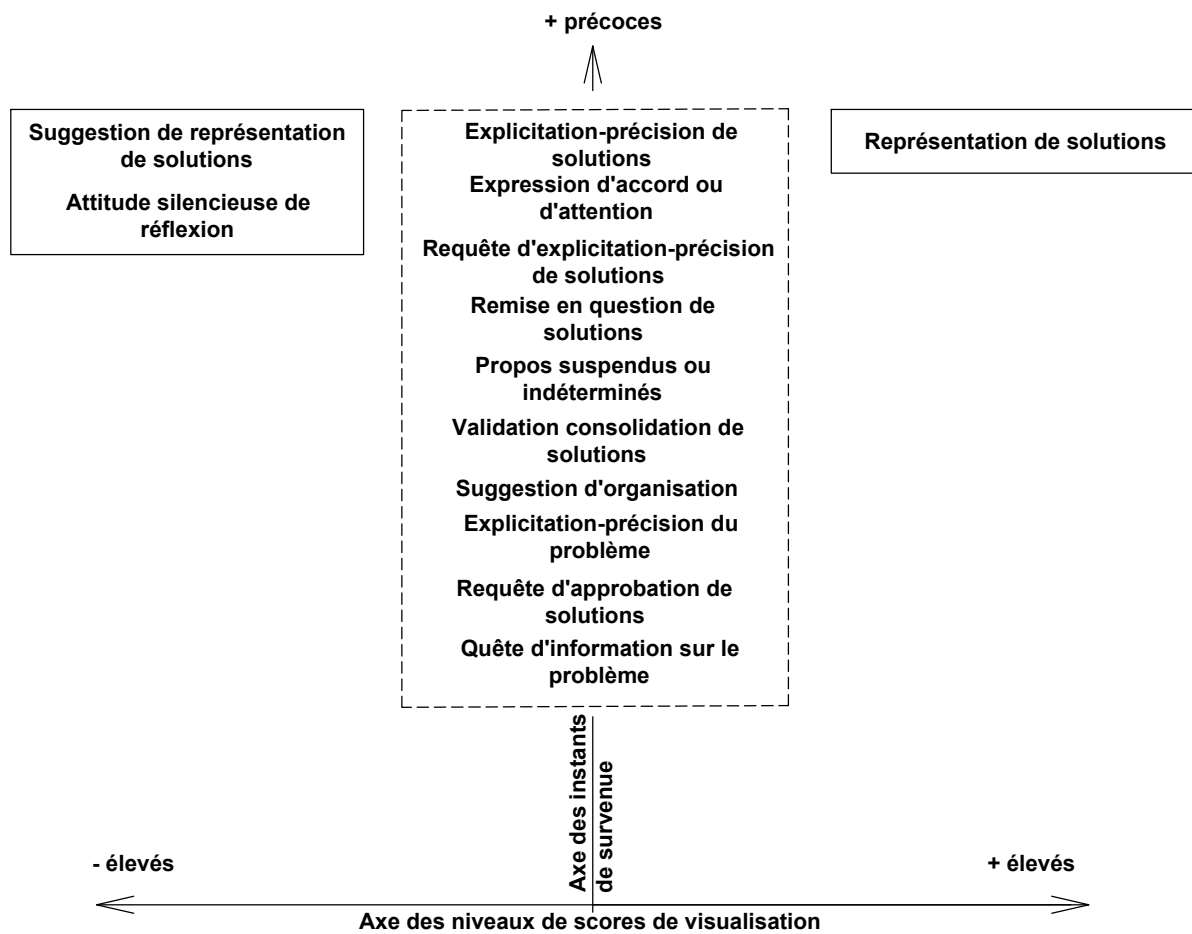 + précoces
Suggestion de représentation
de solutions
Attitude silencieuse de
réflexion
Explicitation-précision de
solutions
Expression d'accord ou
d'attention
Requête d'explicitation-précision
de solutions
Remise en question de
solutions
Propos suspendus ou
indéterminés
Validation consolidation de
solutions
Suggestion d'organisation
Explicitation-précision du
problème
Requête d'approbation de
solutions
Quête d'information sur le
problème
Représentation de solutions
Axe des instants
de survenue
- élevés
+ élevés
Axe des niveaux de scores de visualisation